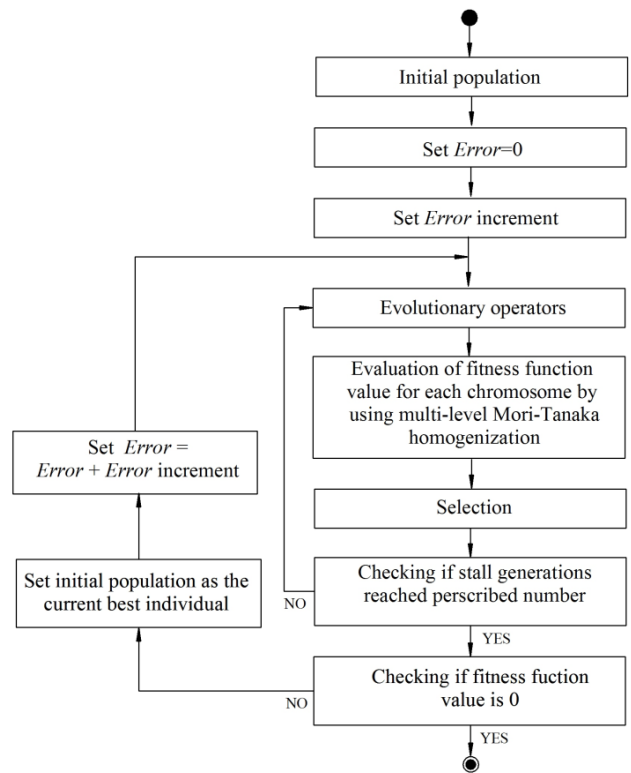 Initial population
Set Error=0
Set Error increment
Evolutionary operators
Evaluation of fitness function
value for each chromosome by
using multi-level Mori-Tanaka
homogenization
Set Error =
Error + Error increment
Selection
Set initial population as the
current best individual
Checking if stall generations
reached perscribed number
NO
YES
Checking if fitness fuction
value is 0
NO
YES